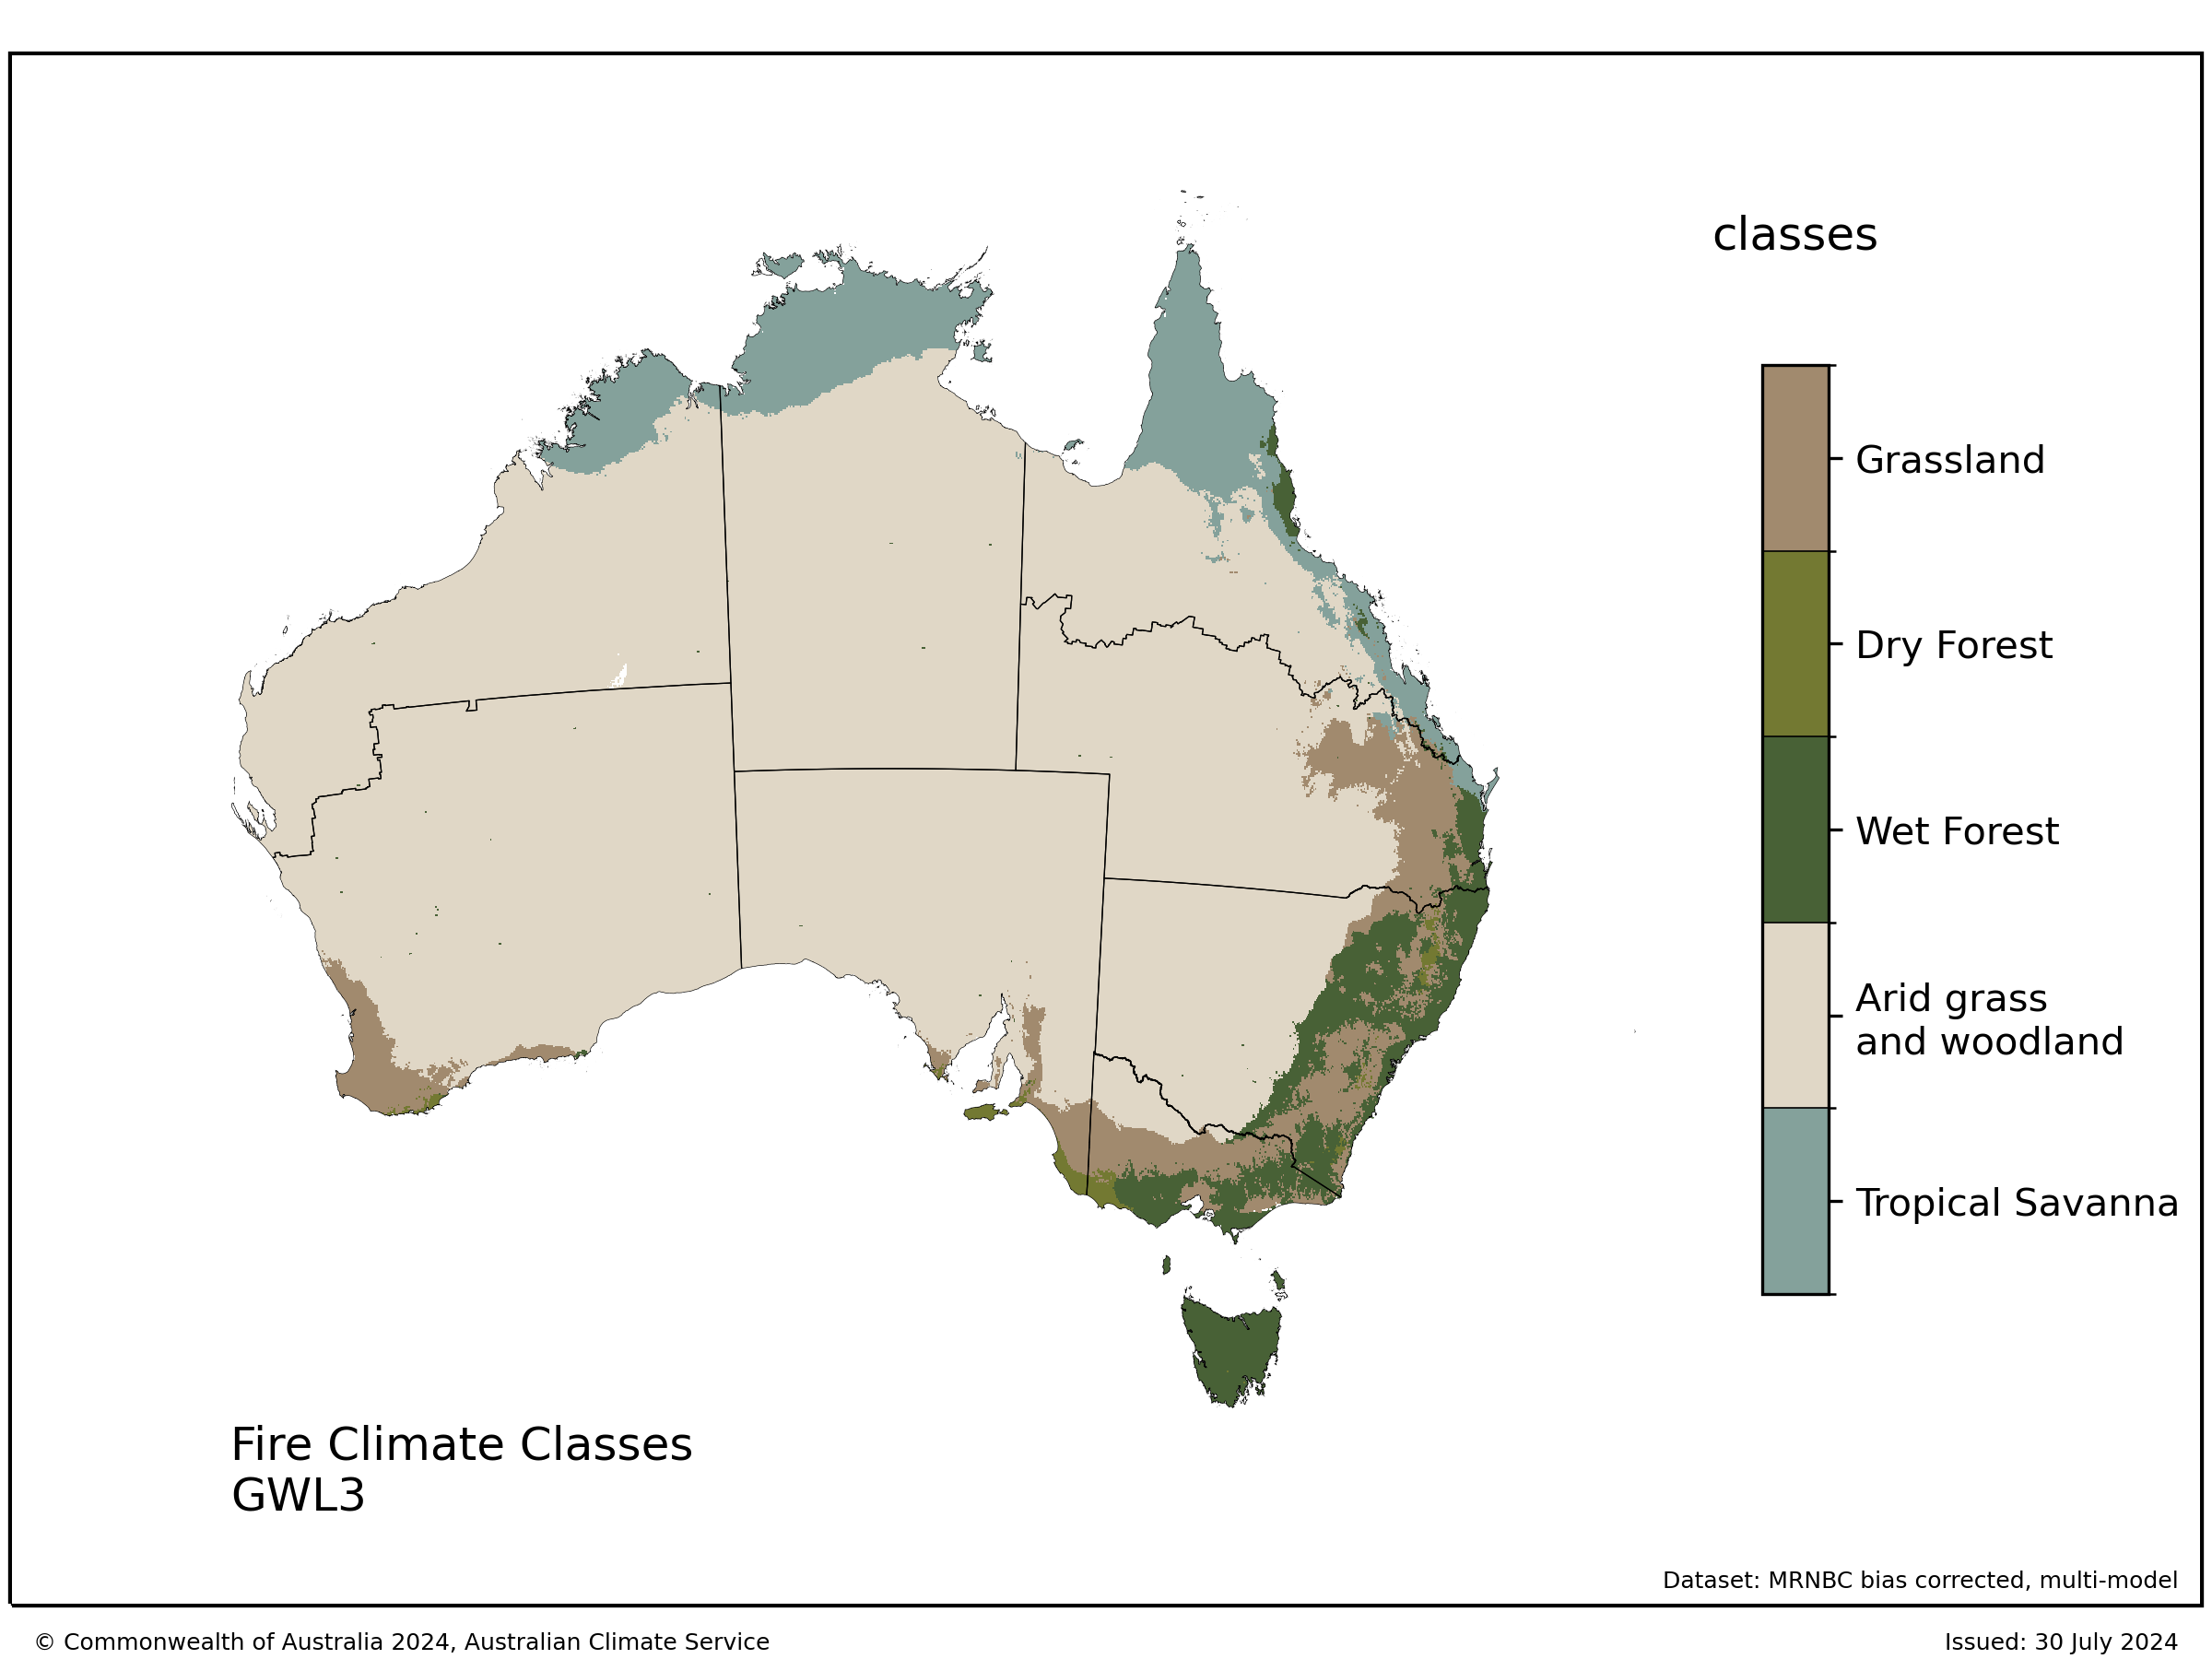 classes
Grassland
Dry Forest
Wet Forest
Arid grass
and woodland
Tropical Savanna
Fire Climate Classes
GWL3
Dataset: MRNBC bias corrected, multi-model
© Commonwealth of Australia 2024, Australian Climate Service
Issued: 30 July 2024